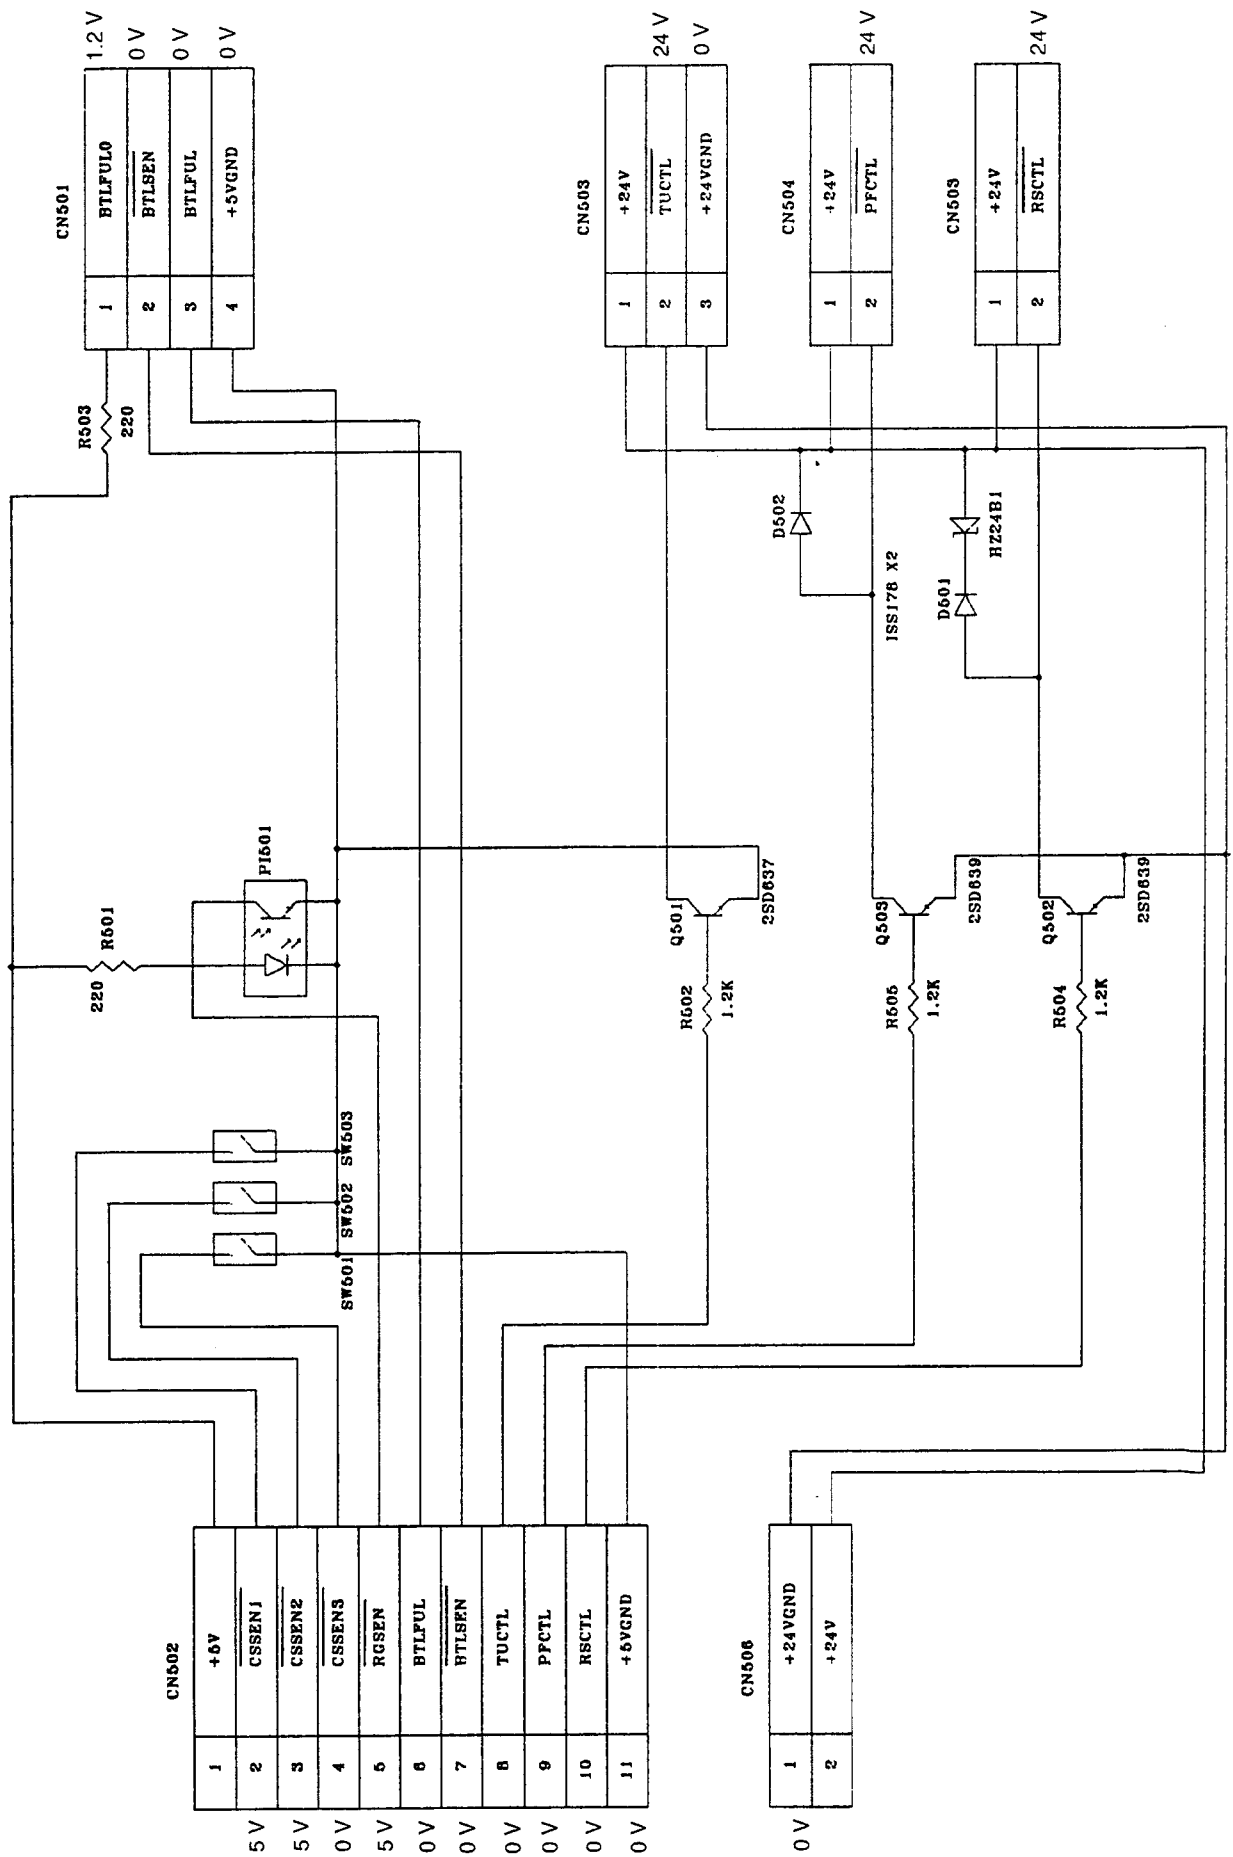 CN501
1 BTLFUL0 1.2 V
2 BTLSEN 0 V
3 BTLFUL 0 V
4 +5VGND 0 V
R503
220
CN503
1 +24V
2 TUCTL 24 V
3 +24VGND 0 V
CN504
1 +24V
2 PFCTL 24 V
CN503
1 +24V
2 RSCTL 24 V
D502
ISS178 X2
D501
HZ24B1
R501
220
PI501
Q501
2SD637
R502
1.2K
Q503
2SD639
R505
1.2K
Q502
2SD639
R504
1.2K
SW501
SW502
SW503
CN502
1 +5V
5 V 2 CSSEN1
5 V 3 CSSEN2
0 V 4 CSSEN3
5 V 5 RGSEN
0 V 6 BTLFUL
0 V 7 BTLSEN
0 V 8 TUCTL
0 V 9 PFCTL
0 V 10 RSCTL
0 V 11 +5VGND
CN506
0 V 1 +24VGND
2 +24V